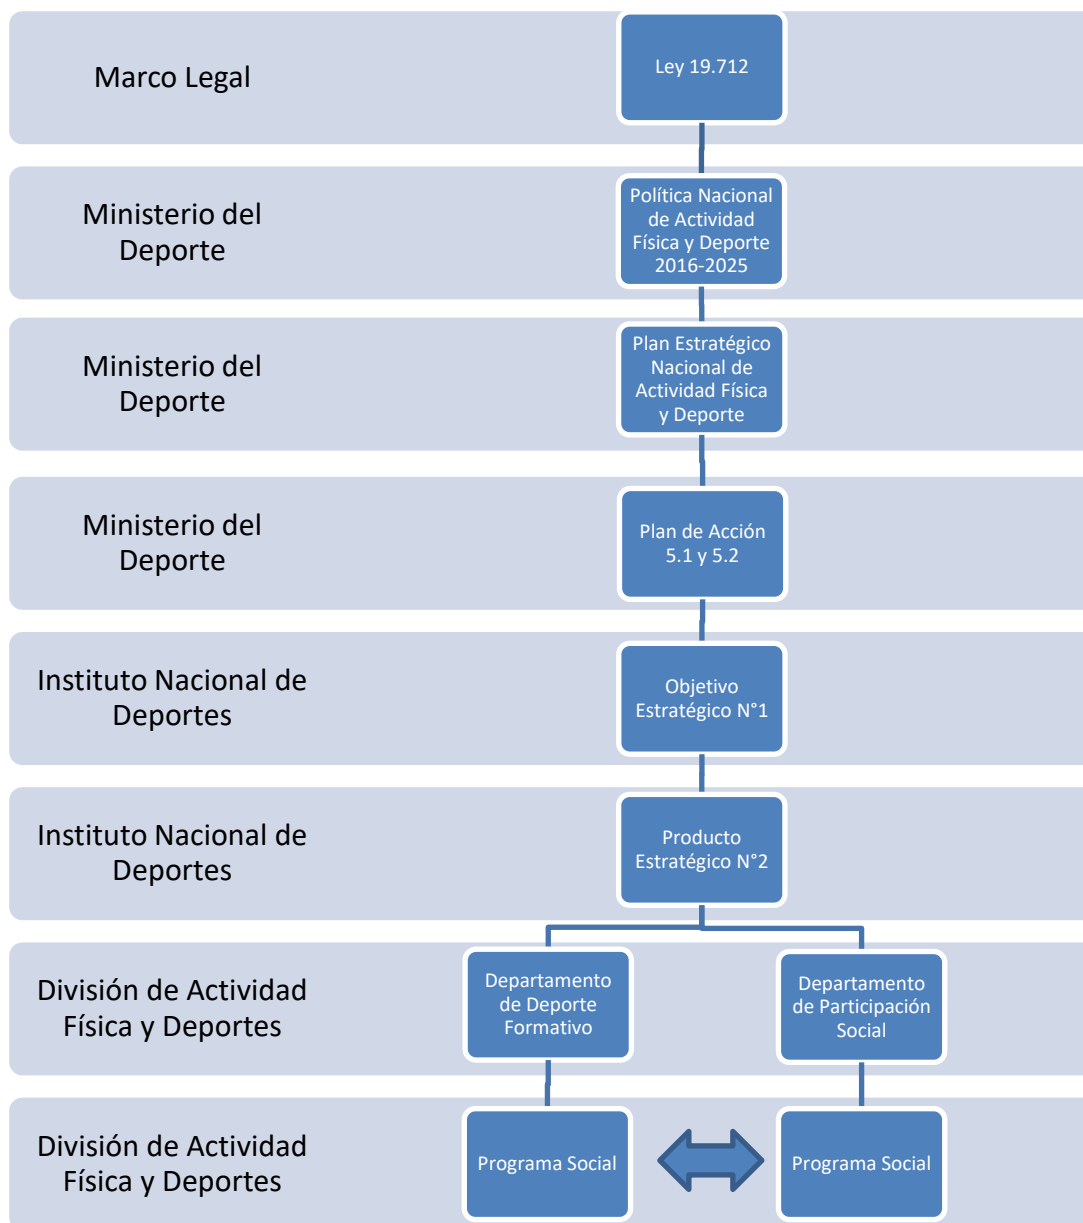 Marco Legal
Ley 19.712
Ministerio del
Deporte
Política Nacional
de Actividad
Física y Deporte
2016-2025
Ministerio del
Deporte
Plan Estratégico
Nacional de
Actividad Física
y Deporte
Ministerio del
Deporte
Plan de Acción
5.1 y 5.2
Instituto Nacional de
Deportes
Objetivo
Estratégico N°1
Instituto Nacional de
Deportes
Producto
Estratégico N°2
División de Actividad
Física y Deportes
Departamento
de Deporte
Formativo
Departamento
de Participación
Social
División de Actividad
Física y Deportes
Programa Social
Programa Social